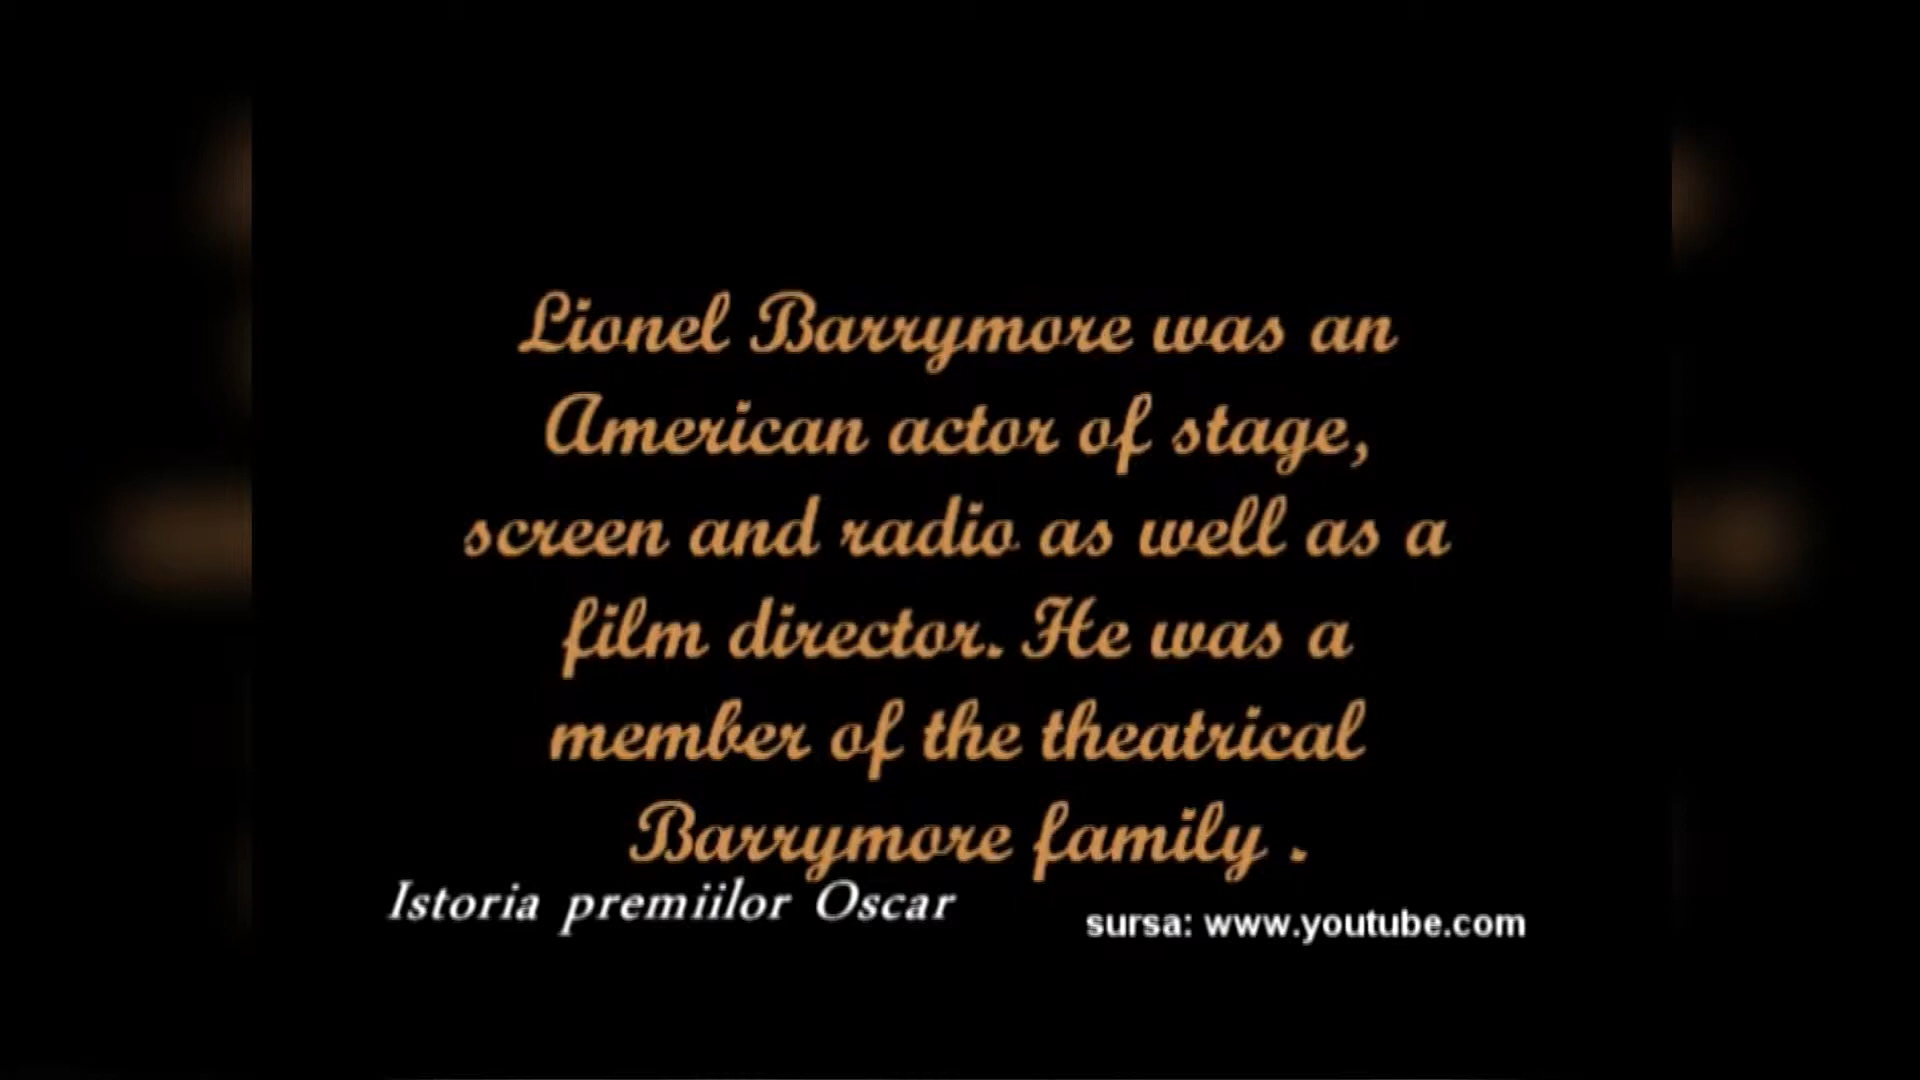 Lionel Barrymore was an
American actor of stage,
screen and radio as well as a
film director. He was a
member of the theatrical
Barrymore family .
Istoria premiilor Oscar
sursa: www.youtube.com